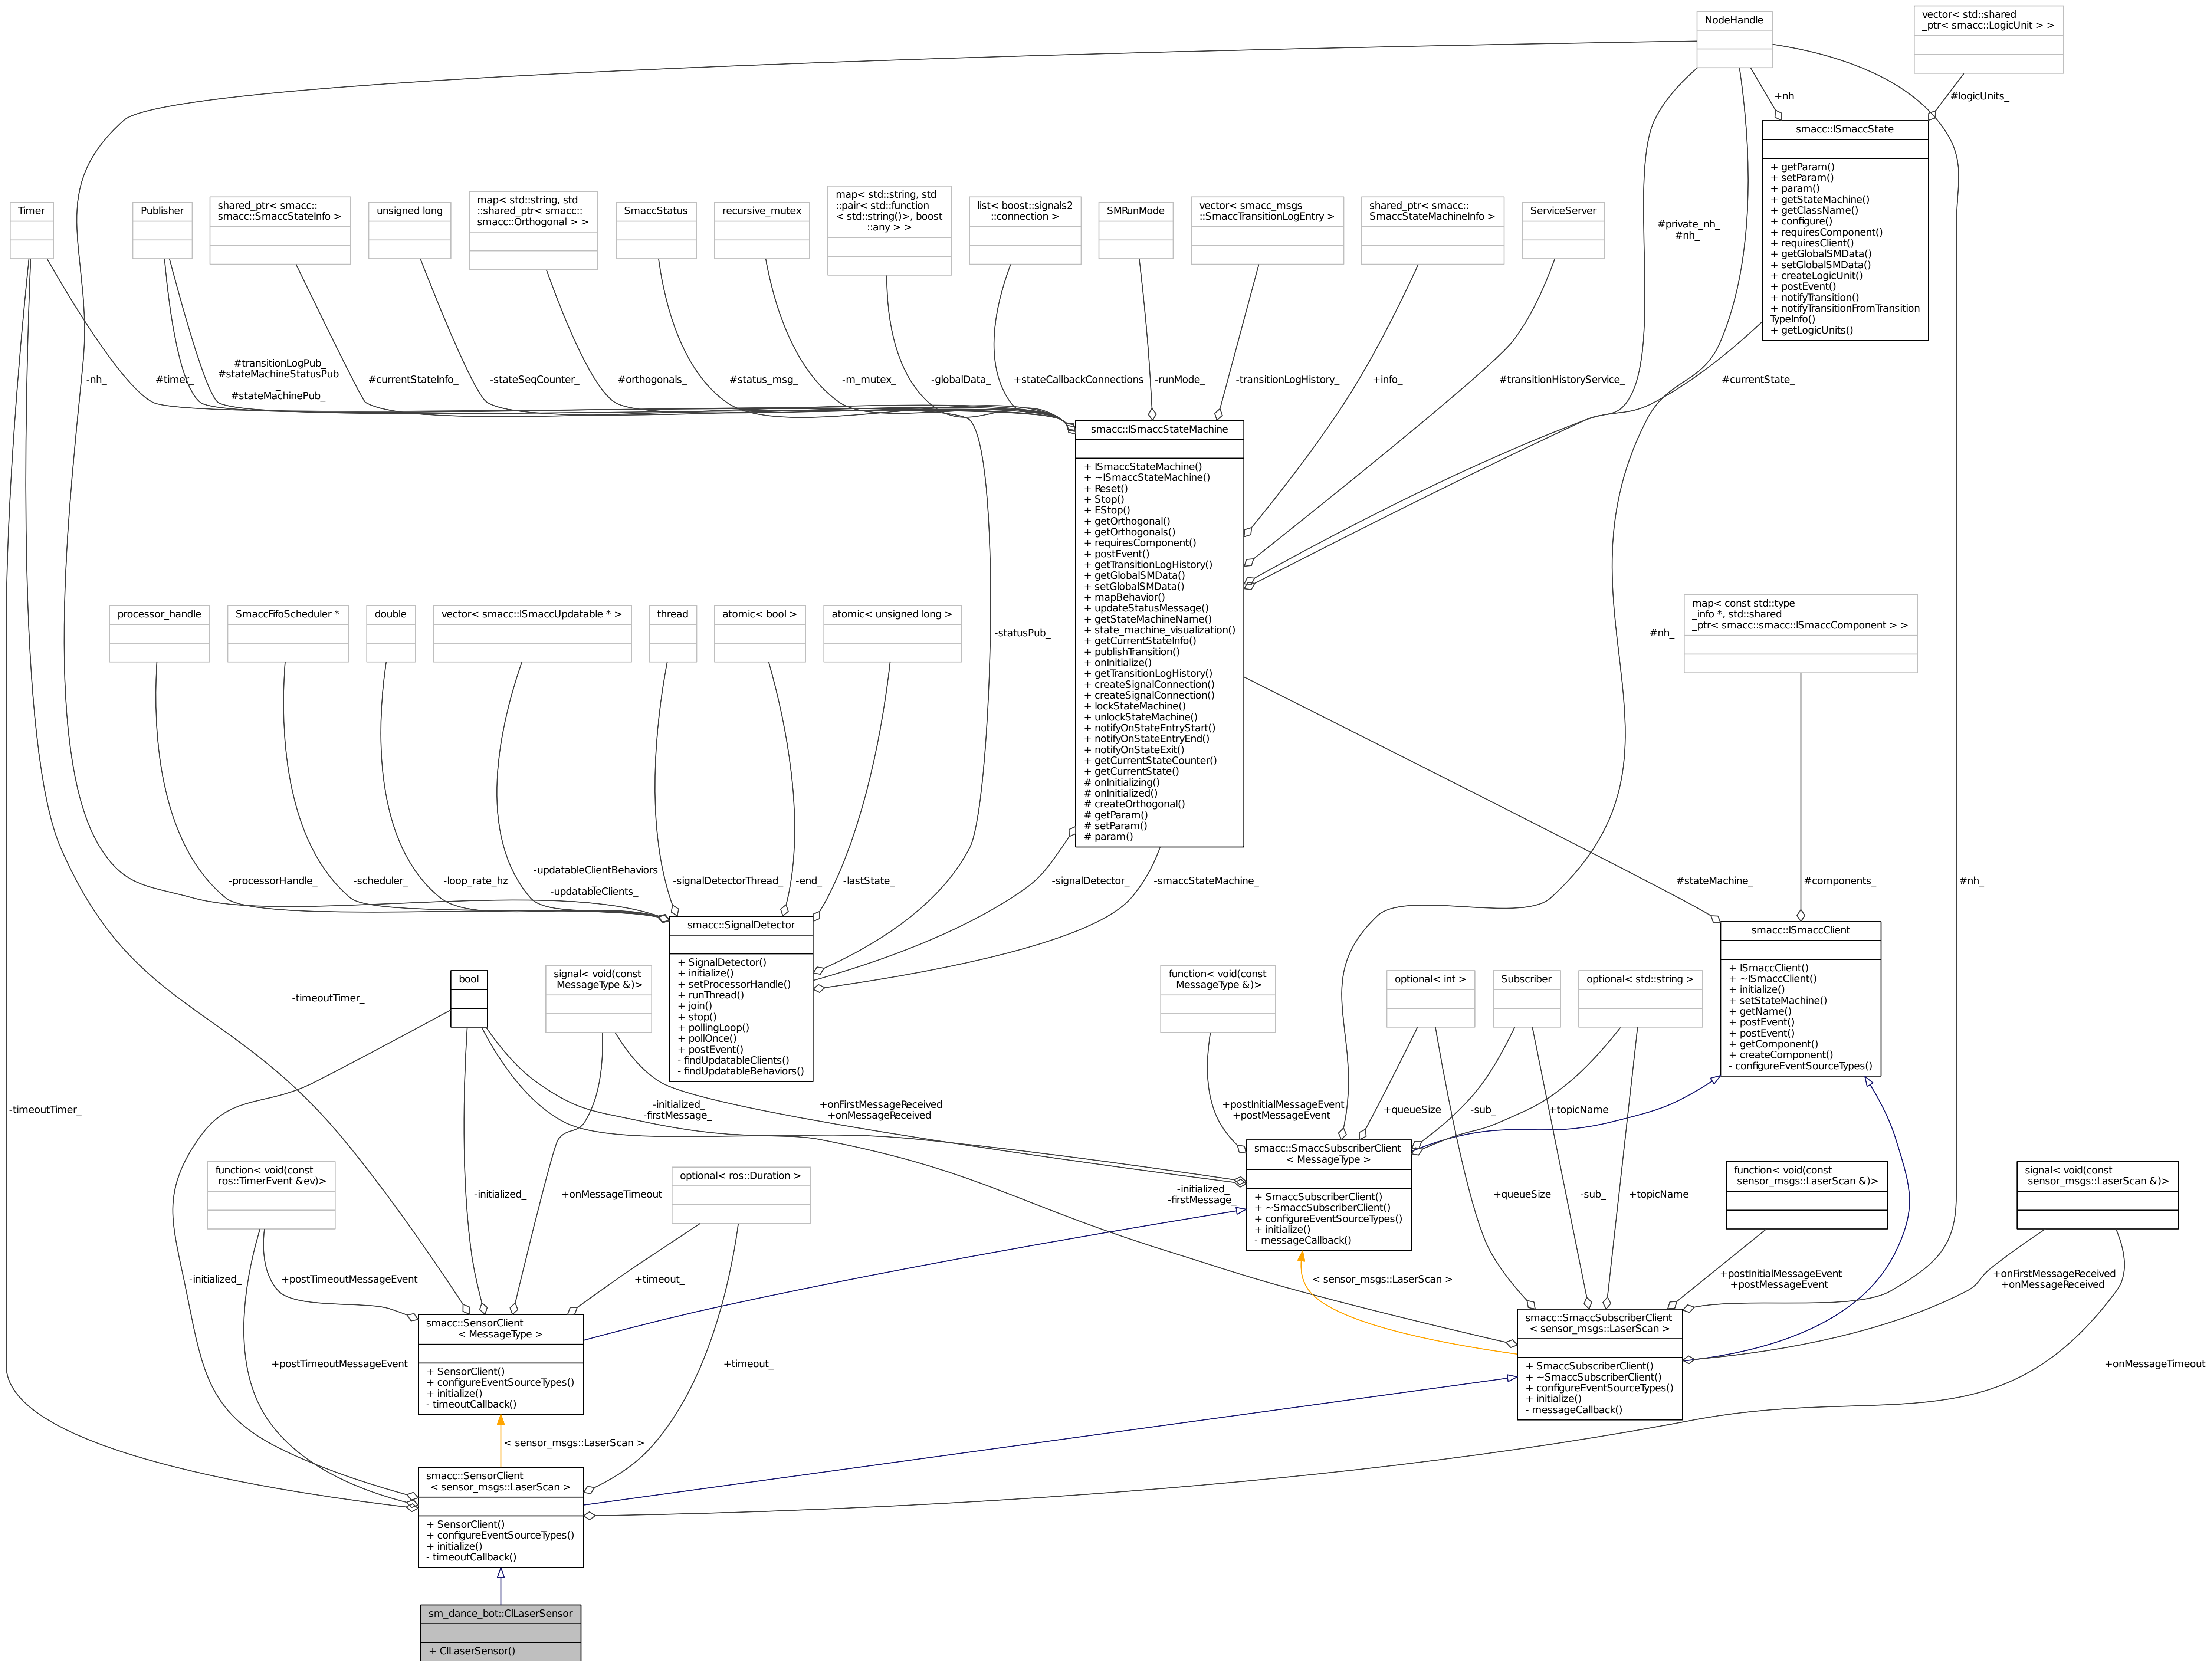 NodeHandle
vector< std::shared
_ptr< smacc::LogicUnit > >
+nh
#logicUnits_
smacc::ISmaccState
+ getParam()
+ setParam()
+ param()
+ getStateMachine()
+ getClassName()
+ configure()
+ requiresComponent()
+ requiresClient()
+ getGlobalSMData()
+ setGlobalSMData()
+ createLogicUnit()
+ postEvent()
+ notifyTransition()
+ notifyTransitionFromTransition
TypeInfo()
+ getLogicUnits()
Timer
Publisher
shared_ptr< smacc::
smacc::SmaccStateInfo >
unsigned long
map< std::string, std
::shared_ptr< smacc::
smacc::Orthogonal > >
SmaccStatus
recursive_mutex
map< std::string, std
::pair< std::function
< std::string()>, boost
::any > >
list< boost::signals2
::connection >
SMRunMode
vector< smacc_msgs
::SmaccTransitionLogEntry >
shared_ptr< smacc::
SmaccStateMachineInfo >
ServiceServer
#private_nh_
#nh_
-nh_
#timer_
#transitionLogPub_
#stateMachineStatusPub
_
#stateMachinePub_
#currentStateInfo_
-stateSeqCounter_
#orthogonals_
#status_msg_
-m_mutex_
-globalData_
+stateCallbackConnections
-runMode_
-transitionLogHistory_
+info_
#transitionHistoryService_
#currentState_
smacc::ISmaccStateMachine
+ ISmaccStateMachine()
+ ~ISmaccStateMachine()
+ Reset()
+ Stop()
+ EStop()
+ getOrthogonal()
+ getOrthogonals()
+ requiresComponent()
+ postEvent()
+ getTransitionLogHistory()
+ getGlobalSMData()
+ setGlobalSMData()
+ mapBehavior()
+ updateStatusMessage()
+ getStateMachineName()
+ state_machine_visualization()
+ getCurrentStateInfo()
+ publishTransition()
+ onInitialize()
+ getTransitionLogHistory()
+ createSignalConnection()
+ createSignalConnection()
+ lockStateMachine()
+ unlockStateMachine()
+ notifyOnStateEntryStart()
+ notifyOnStateEntryEnd()
+ notifyOnStateExit()
+ getCurrentStateCounter()
+ getCurrentState()
# onInitializing()
# onInitialized()
# createOrthogonal()
# getParam()
# setParam()
# param()
processor_handle
SmaccFifoScheduler *
double
vector< smacc::ISmaccUpdatable * >
thread
atomic< bool >
atomic< unsigned long >
-statusPub_
#nh_
map< const std::type
_info *, std::shared
_ptr< smacc::smacc::ISmaccComponent > >
-processorHandle_
-scheduler_
-loop_rate_hz
-updatableClientBehaviors
_
-updatableClients_
-signalDetectorThread_
-end_
-lastState_
-signalDetector_
-smaccStateMachine_
#stateMachine_
#components_
#nh_
smacc::SignalDetector
+ SignalDetector()
+ initialize()
+ setProcessorHandle()
+ runThread()
+ join()
+ stop()
+ pollingLoop()
+ pollOnce()
+ postEvent()
- findUpdatableClients()
- findUpdatableBehaviors()
smacc::ISmaccClient
+ ISmaccClient()
+ ~ISmaccClient()
+ initialize()
+ setStateMachine()
+ getName()
+ postEvent()
+ postEvent()
+ getComponent()
+ createComponent()
- configureEventSourceTypes()
-timeoutTimer_
bool
signal< void(const
MessageType &)>
function< void(const
MessageType &)>
optional< int >
Subscriber
optional< std::string >
-timeoutTimer_
-initialized_
-firstMessage_
+onFirstMessageReceived
+onMessageReceived
+postInitialMessageEvent
+postMessageEvent
+queueSize
-sub_
+topicName
smacc::SmaccSubscriberClient
< MessageType >
+ SmaccSubscriberClient()
+ ~SmaccSubscriberClient()
+ configureEventSourceTypes()
+ initialize()
- messageCallback()
function< void(const
ros::TimerEvent &ev)>
-initialized_
+onMessageTimeout
optional< ros::Duration >
-initialized_
-firstMessage_
+queueSize
-sub_
+topicName
function< void(const
sensor_msgs::LaserScan &)>
signal< void(const
sensor_msgs::LaserScan &)>
-initialized_
+postTimeoutMessageEvent
+timeout_
< sensor_msgs::LaserScan >
+postInitialMessageEvent
+postMessageEvent
+onFirstMessageReceived
+onMessageReceived
smacc::SensorClient
< MessageType >
+ SensorClient()
+ configureEventSourceTypes()
+ initialize()
- timeoutCallback()
smacc::SmaccSubscriberClient
< sensor_msgs::LaserScan >
+ SmaccSubscriberClient()
+ ~SmaccSubscriberClient()
+ configureEventSourceTypes()
+ initialize()
- messageCallback()
+postTimeoutMessageEvent
+timeout_
+onMessageTimeout
< sensor_msgs::LaserScan >
smacc::SensorClient
< sensor_msgs::LaserScan >
+ SensorClient()
+ configureEventSourceTypes()
+ initialize()
- timeoutCallback()
sm_dance_bot::ClLaserSensor
+ ClLaserSensor()